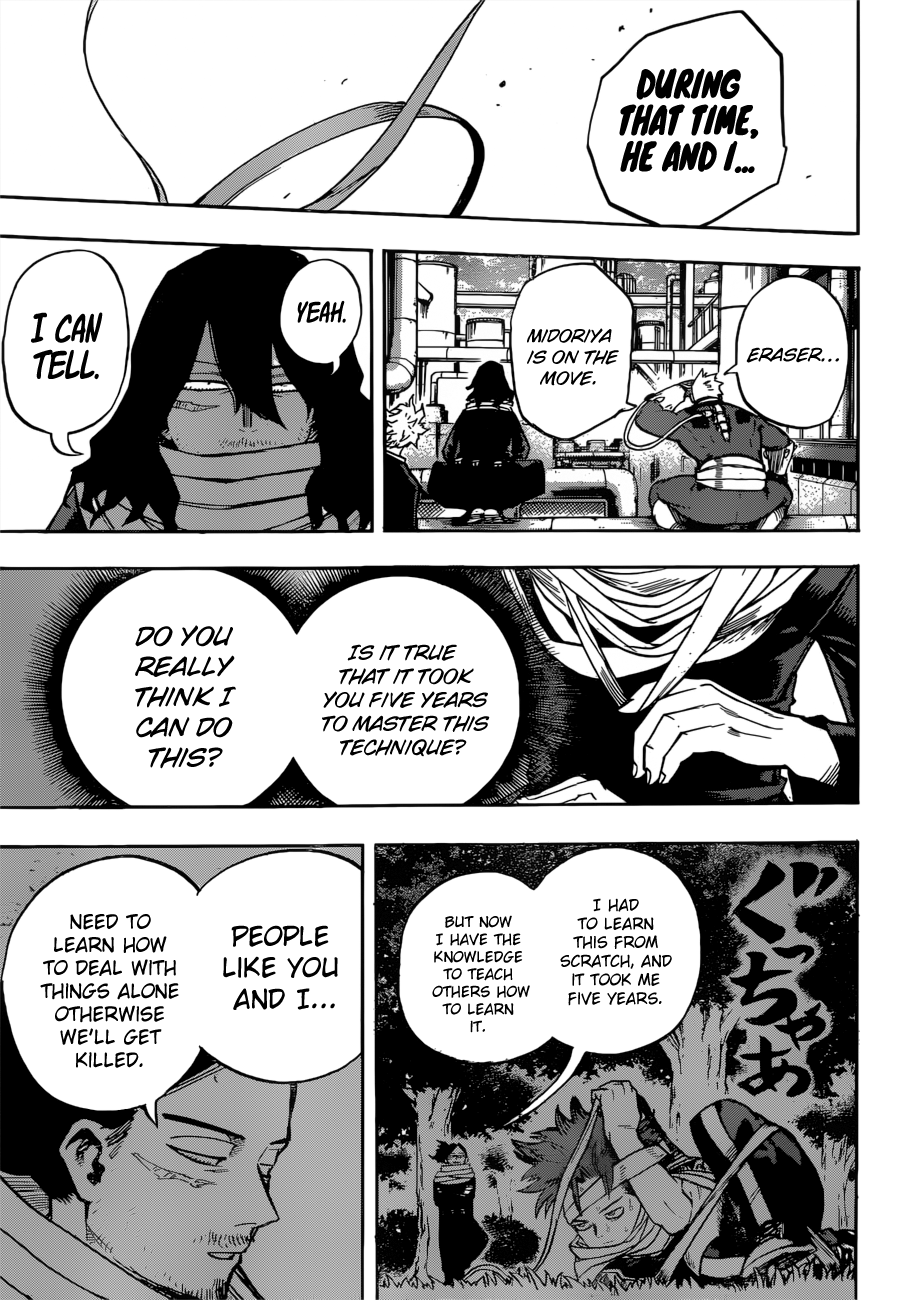 DURING
THAT TIME,
HE AND I...
ERASER...
MIDORIYA
IS ON THE
MOVE.
YEAH.
I CAN
TELL.
IS IT TRUE
THAT IT TOOK
YOU FIVE YEARS
TO MASTER THIS
TECHNIQUE?
DO YOU
REALLY
THINK I
CAN DO
THIS?
ぐっちゃあ
I HAD
TO LEARN
THIS FROM
SCRATCH, AND
IT TOOK ME
FIVE YEARS.
BUT NOW
I HAVE THE
KNOWLEDGE
TO TEACH
OTHERS HOW
TO LEARN
IT.
PEOPLE
LIKE YOU
AND I...
NEED TO
LEARN HOW
TO DEAL WITH
THINGS ALONE
OTHERWISE
WE'LL GET
KILLED.